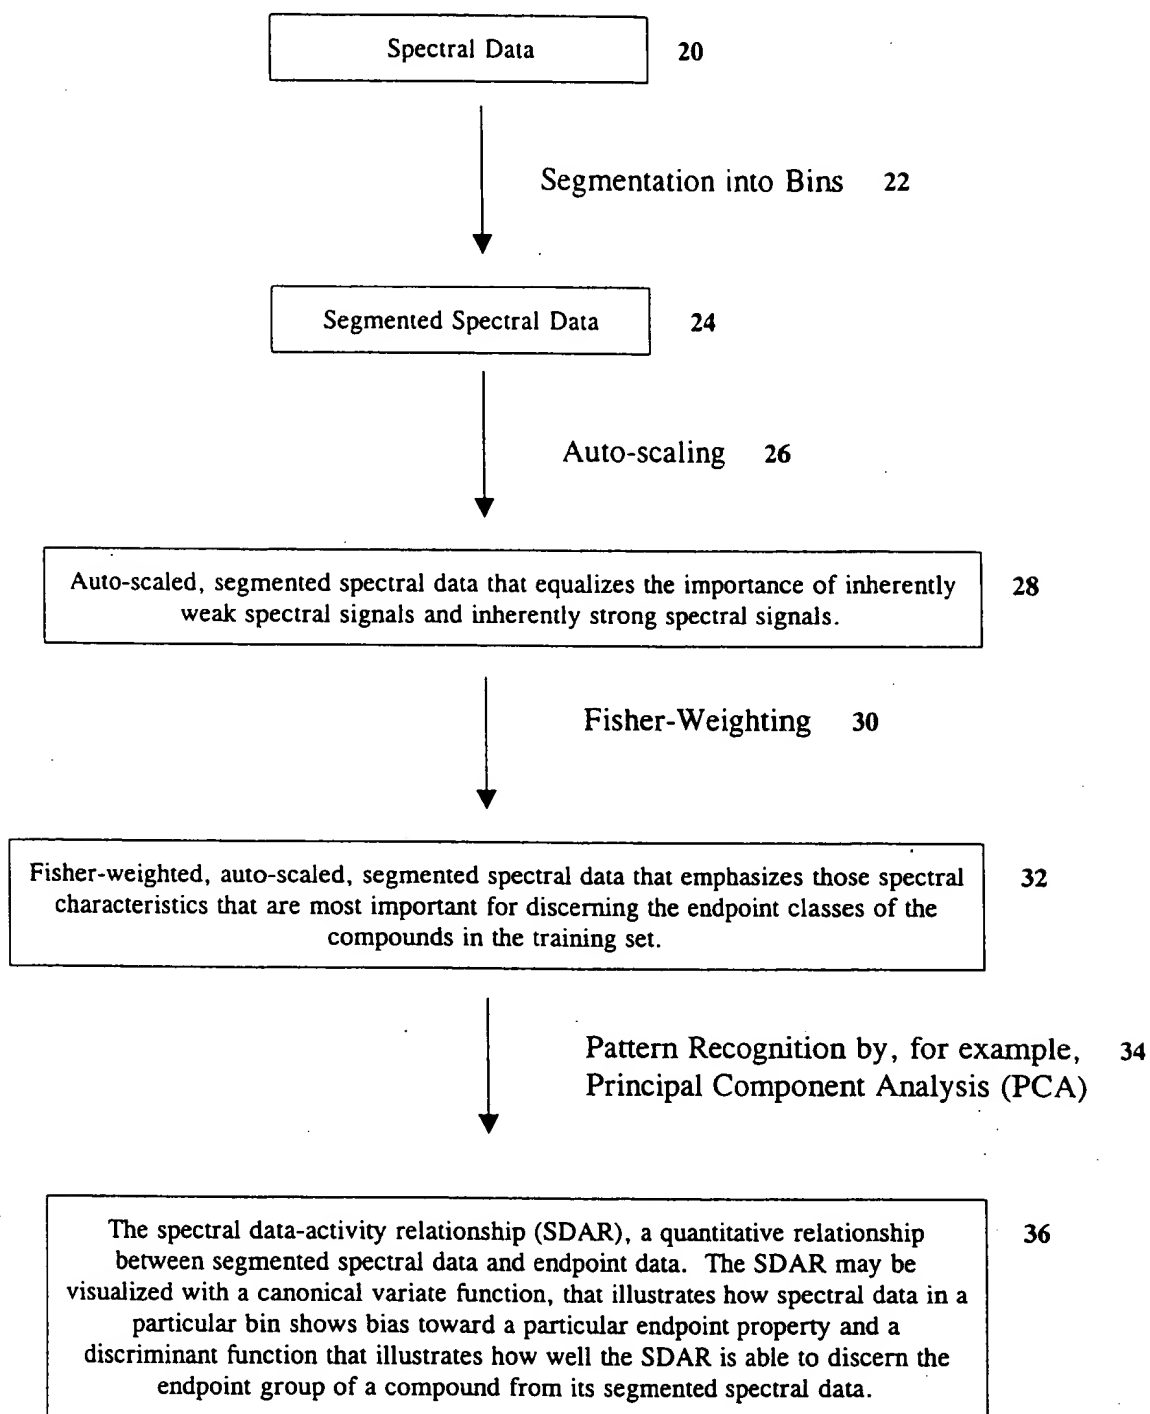 Spectral Data 20
Segmentation into Bins 22
Segmented Spectral Data 24
Auto-scaling 26
Auto-scaled, segmented spectral data that equalizes the importance of inherently 28
weak spectral signals and inherently strong spectral signals.
Fisher-Weighting 30
Fisher-weighted, auto-scaled, segmented spectral data that emphasizes those spectral 32
characteristics that are most important for discerning the endpoint classes of the
compounds in the training set.
Pattern Recognition by, for example, 34
Principal Component Analysis (PCA)
The spectral data-activity relationship (SDAR), a quantitative relationship 36
between segmented spectral data and endpoint data. The SDAR may be
visualized with a canonical variate function, that illustrates how spectral data in a
particular bin shows bias toward a particular endpoint property and a
discriminant function that illustrates how well the SDAR is able to discern the
endpoint group of a compound from its segmented spectral data.